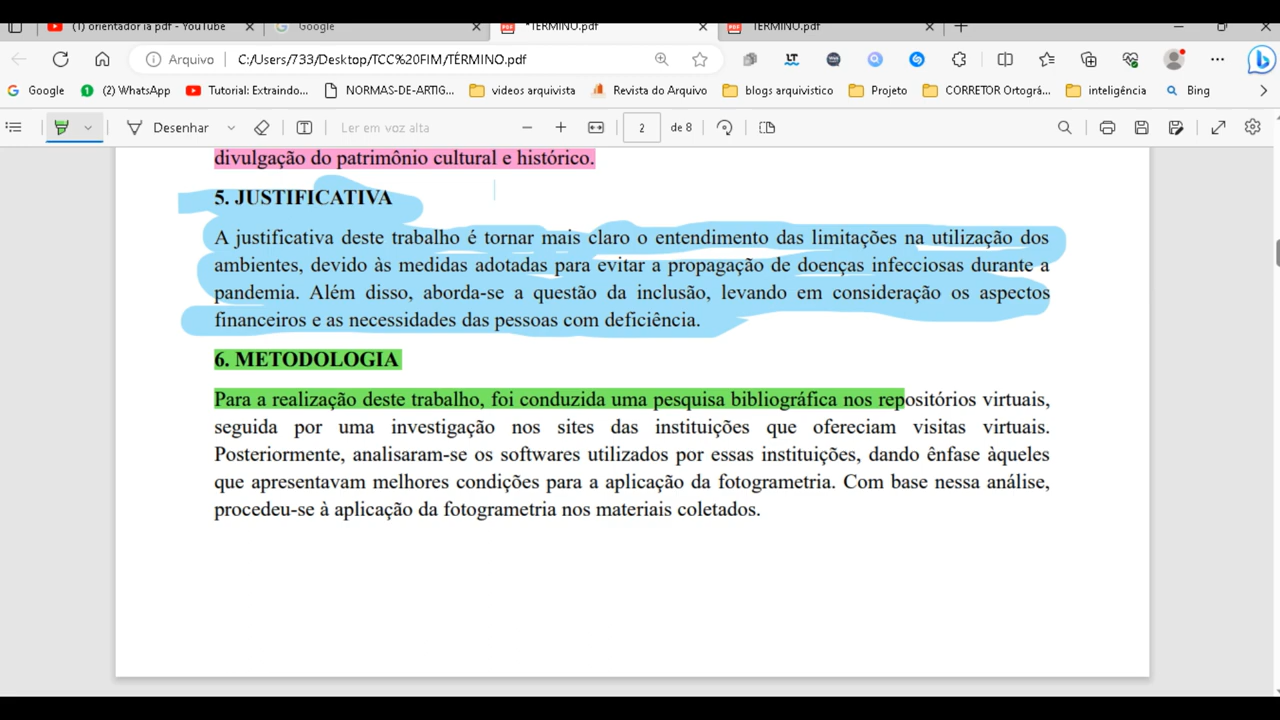 (1) orientador ia pdf - YouTube
Google
*TÉRMINO.pdf
TÉRMINO.pdf
Arquivo
C:/Users/733/Desktop/TCC%20FIM/TÉRMINO.pdf
Google
(2) WhatsApp
Tutorial: Extraindo...
NORMAS-DE-ARTIG...
videos arquivista
Revista do Arquivo
blogs arquivistico
Projeto
CORRETOR Ortográ...
inteligência
Bing
Desenhar
Ler em voz alta
2
de 8
divulgação do patrimônio cultural e histórico.
5. JUSTIFICATIVA
A justificativa deste trabalho é tornar mais claro o entendimento das limitações na utilização dos
ambientes, devido às medidas adotadas para evitar a propagação de doenças infecciosas durante a
pandemia. Além disso, aborda-se a questão da inclusão, levando em consideração os aspectos
financeiros e as necessidades das pessoas com deficiência.
6. METODOLOGIA
Para a realização deste trabalho, foi conduzida uma pesquisa bibliográfica nos repositórios virtuais,
seguida por uma investigação nos sites das instituições que ofereciam visitas virtuais.
Posteriormente, analisaram-se os softwares utilizados por essas instituições, dando ênfase àqueles
que apresentavam melhores condições para a aplicação da fotogrametria. Com base nessa análise,
procedeu-se à aplicação da fotogrametria nos materiais coletados.